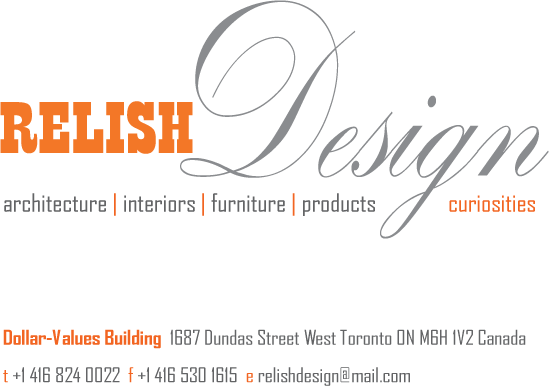 RELISH Design
architecture | interiors | furniture | products curiosities
Dollar-Values Building 1687 Dundas Street West Toronto ON M6H 1V2 Canada
t +1 416 824 0022 f +1 416 530 1615 e relishdesign@mail.com